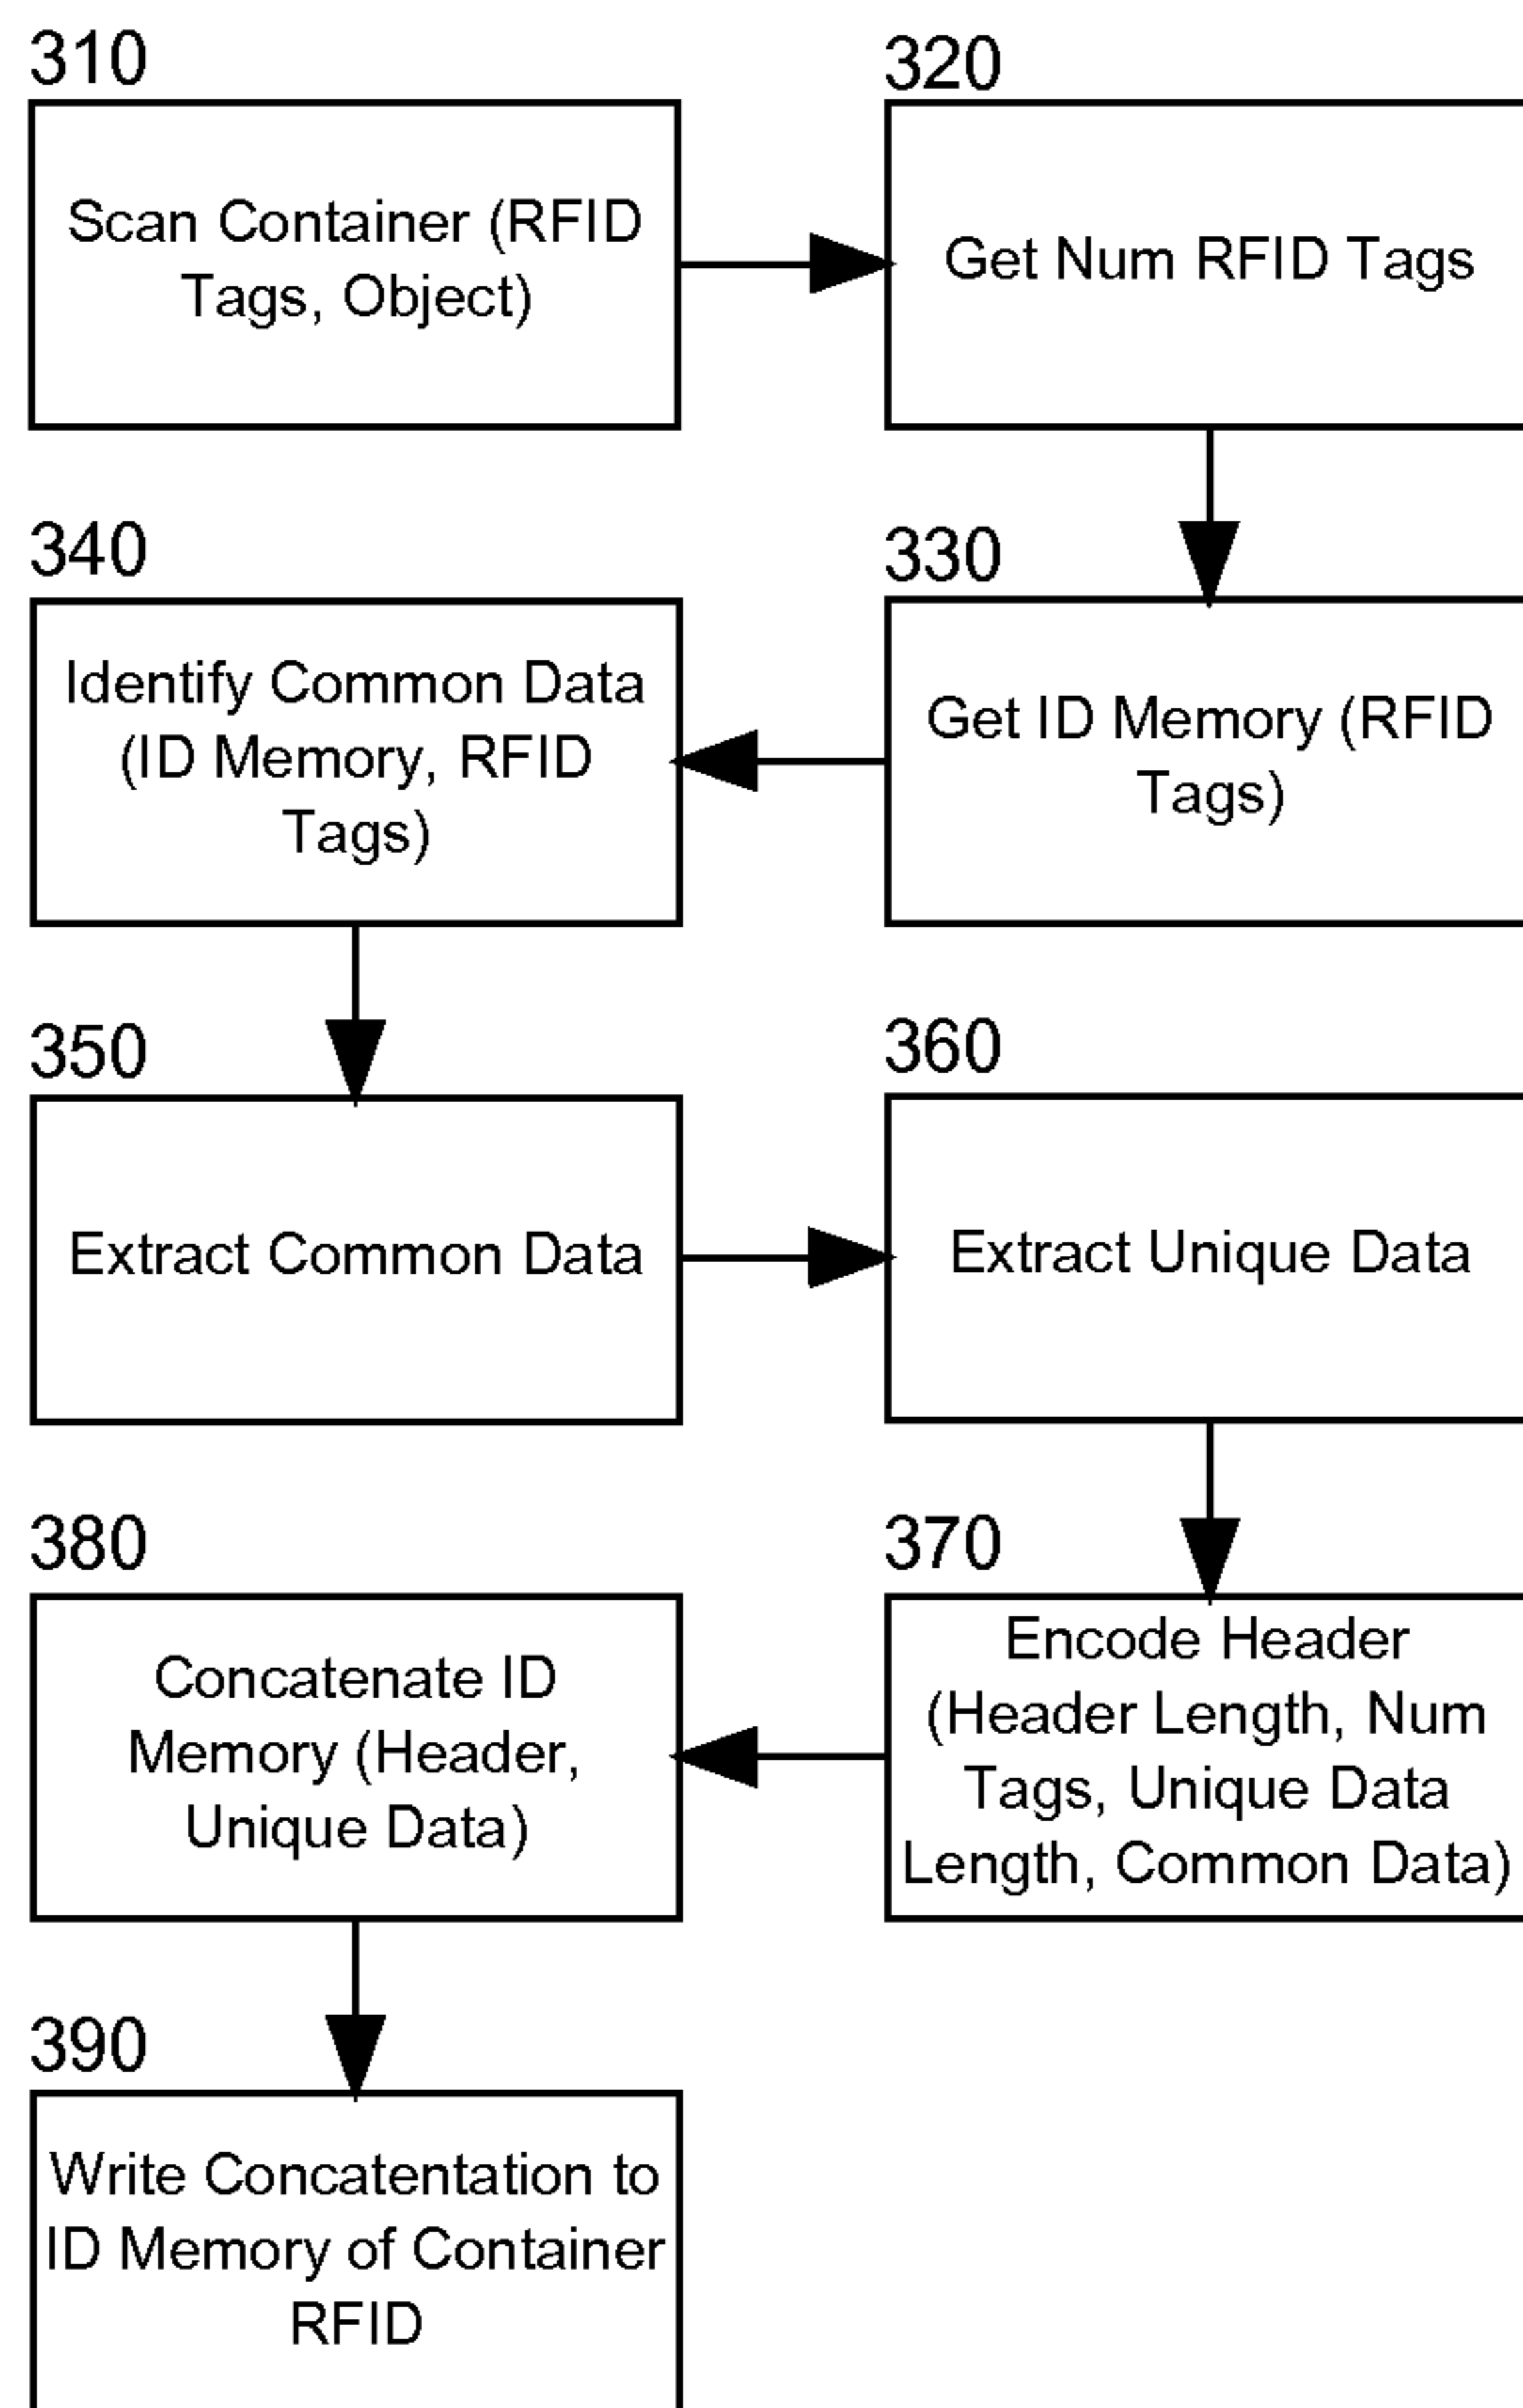 310
Scan Container (RFID
Tags, Object)
320
Get Num RFID Tags
330
Get ID Memory (RFID
Tags)
340
Identify Common Data
(ID Memory, RFID
Tags)
350
Extract Common Data
360
Extract Unique Data
370
Encode Header
(Header Length, Num
Tags, Unique Data
Length, Common Data)
380
Concatenate ID
Memory (Header,
Unique Data)
390
Write Concatentation to
ID Memory of Container
RFID